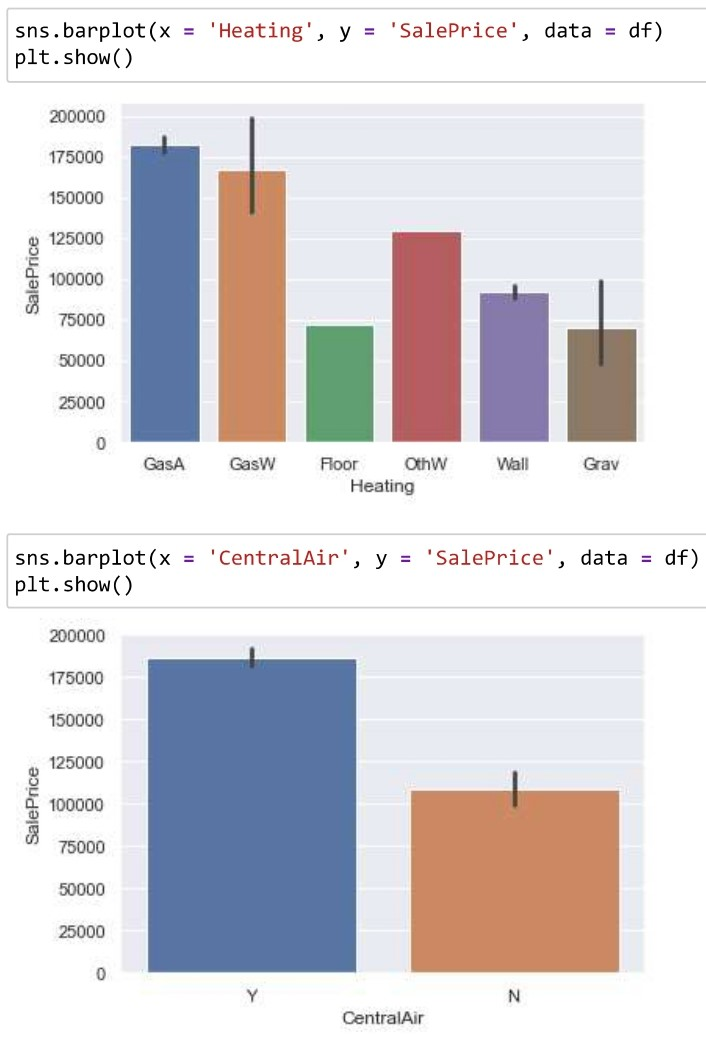 sns.barplot(x = 'Heating', y = 'SalePrice', data = df)
plt.show()
200000
175000
150000
125000
100000
75000
50000
25000
0
SalePrice
GasA GasW Floor OthW Wall Grav
Heating
sns.barplot(x = 'CentralAir', y = 'SalePrice', data = df)
plt.show()
200000
175000
150000
125000
100000
75000
50000
25000
0
SalePrice
Y N
CentralAir